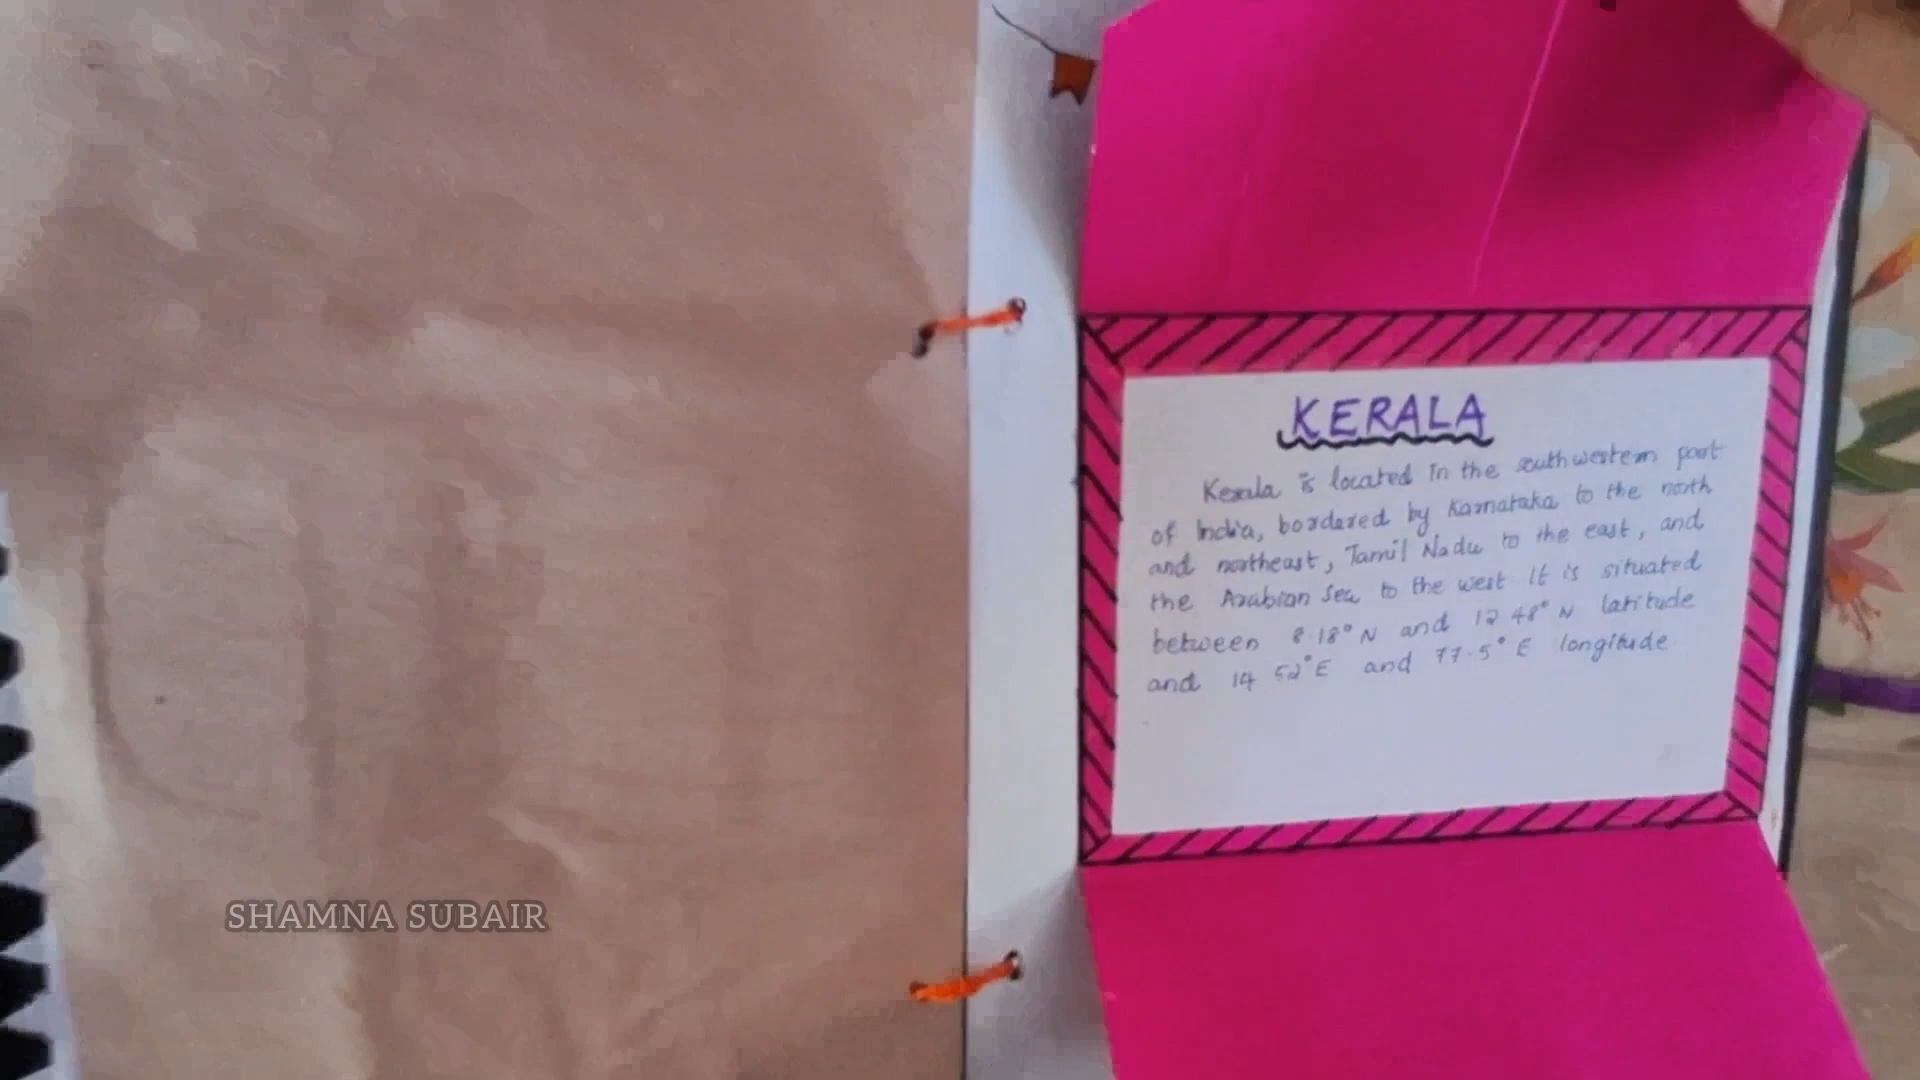 KERALA
Kerala is located In the southwestern part
of India, bordered by Karnataka to the north
and northeast, Tamil Nadu to the east, and
the Arabian Sea to the west. It is situated
between 8.18° N and 12 48° N latitude
and 14 52° E and 77.5° E longitude
SHAMNA SUBAIR